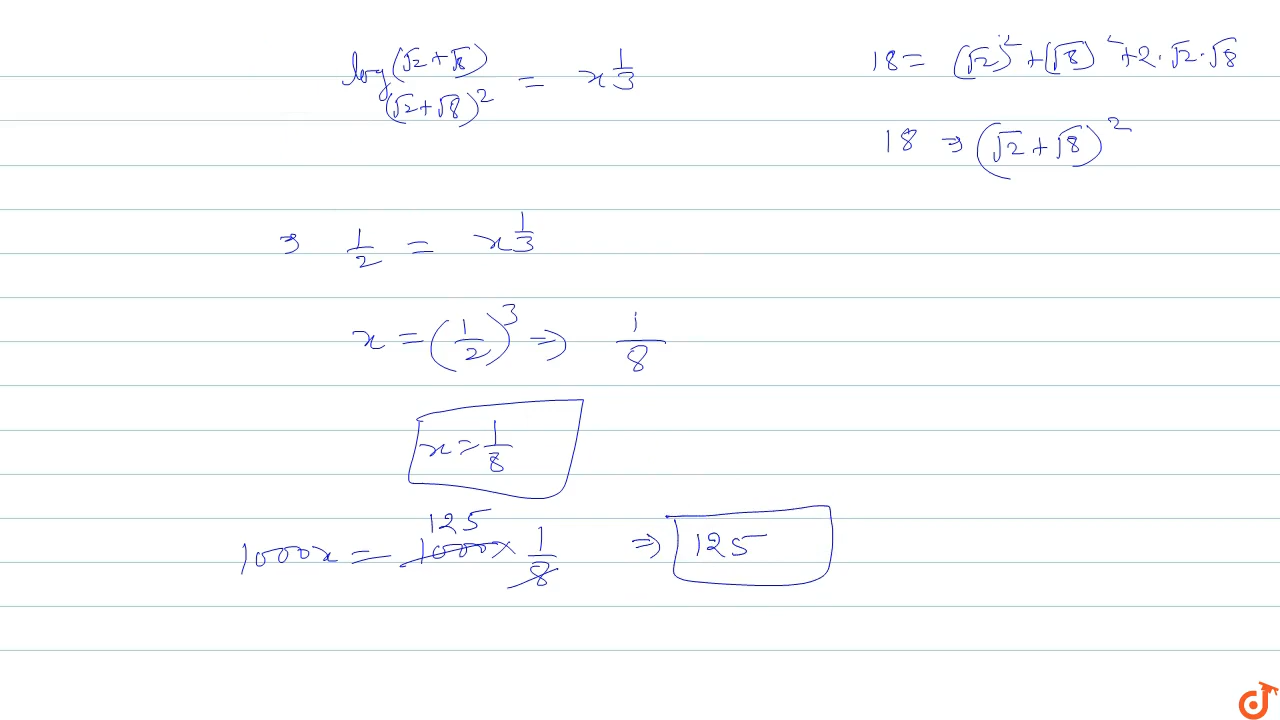 log_{(√2+√8)^2} (√2+√8) = x^{1/3}
18 = (√2)^2 + (√8)^2 + 2·√2·√8
18 ⇒ (√2+√8)^2
⇒ 1/2 = x^{1/3}
x = (1/2)^3 ⇒ 1/8
x = 1/8
125
1000x = 1000 × 1/8 ⇒ 125